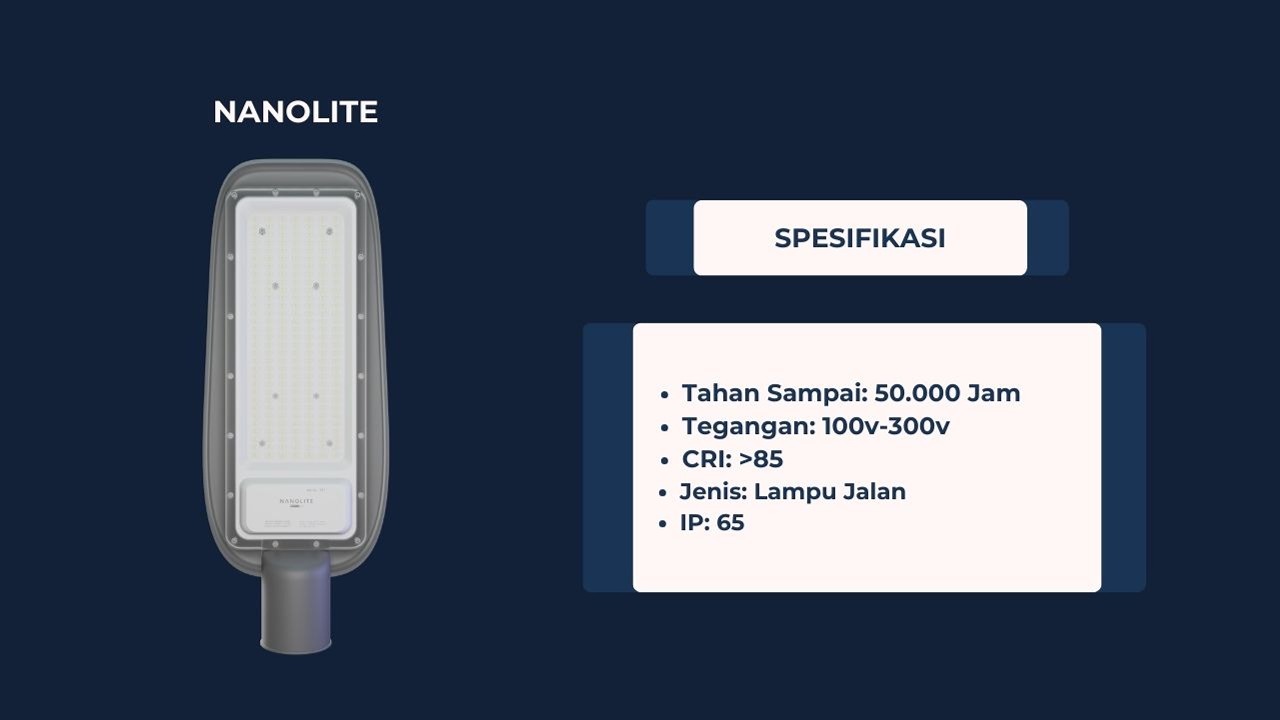 NANOLITE
SPESIFIKASI
• Tahan Sampai: 50.000 Jam
• Tegangan: 100v-300v
• CRI: >85
• Jenis: Lampu Jalan
• IP: 65
NANOLITE